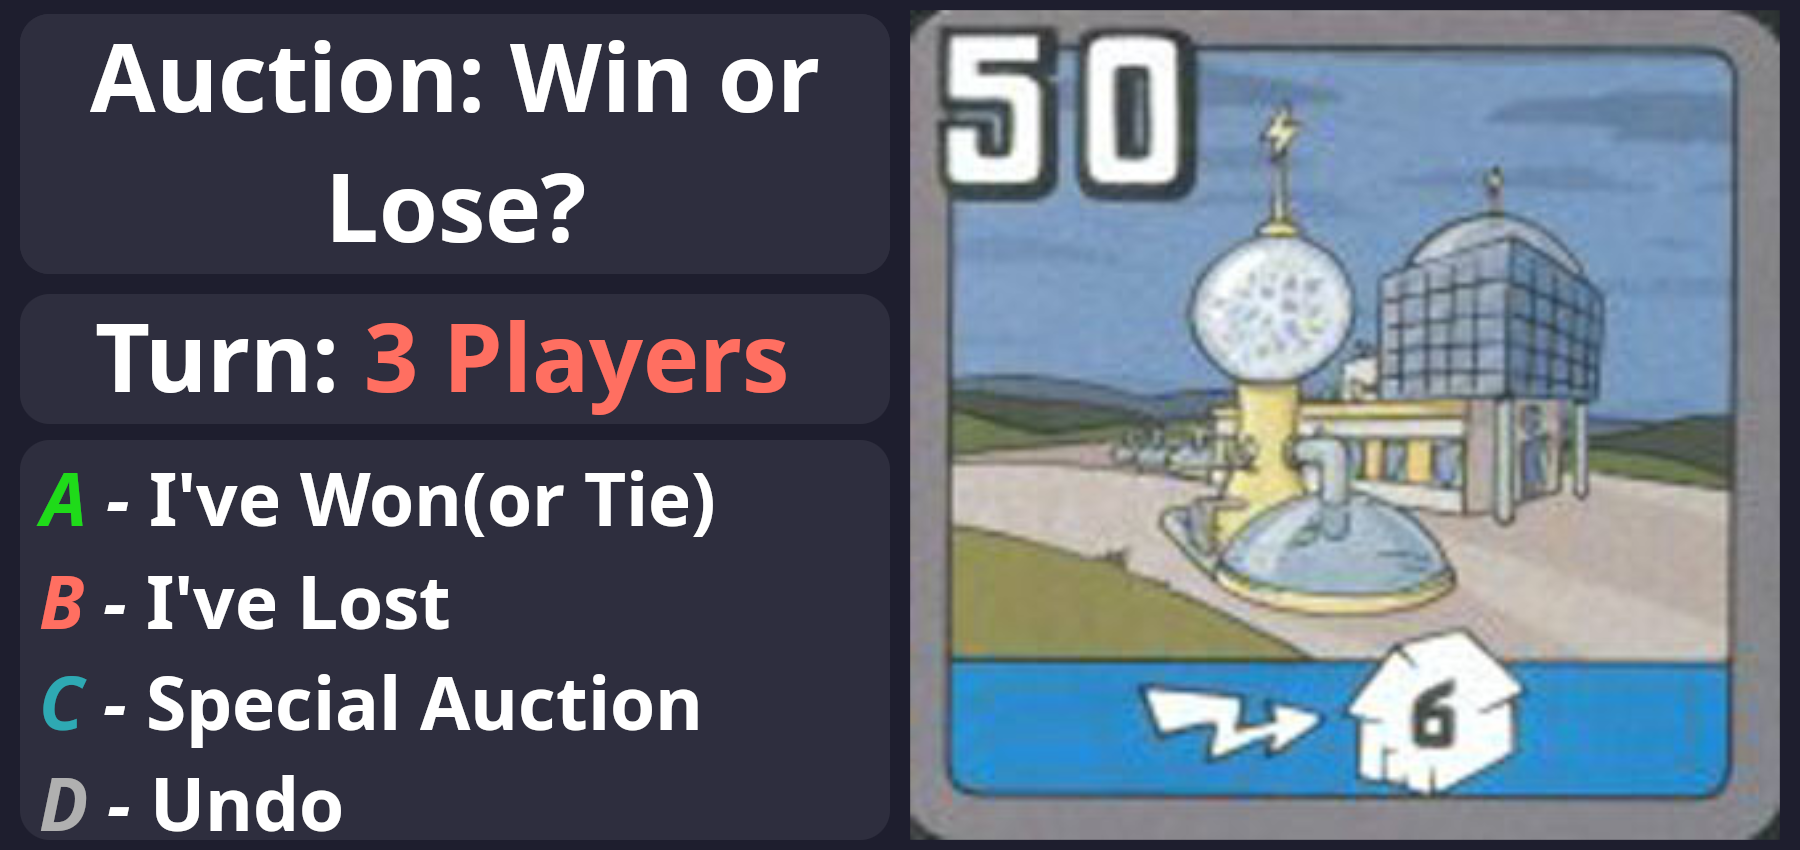 Auction: Win or
Lose?
Turn: 3 Players
A - I've Won(or Tie)
B - I've Lost
C - Special Auction
D - Undo
50
6